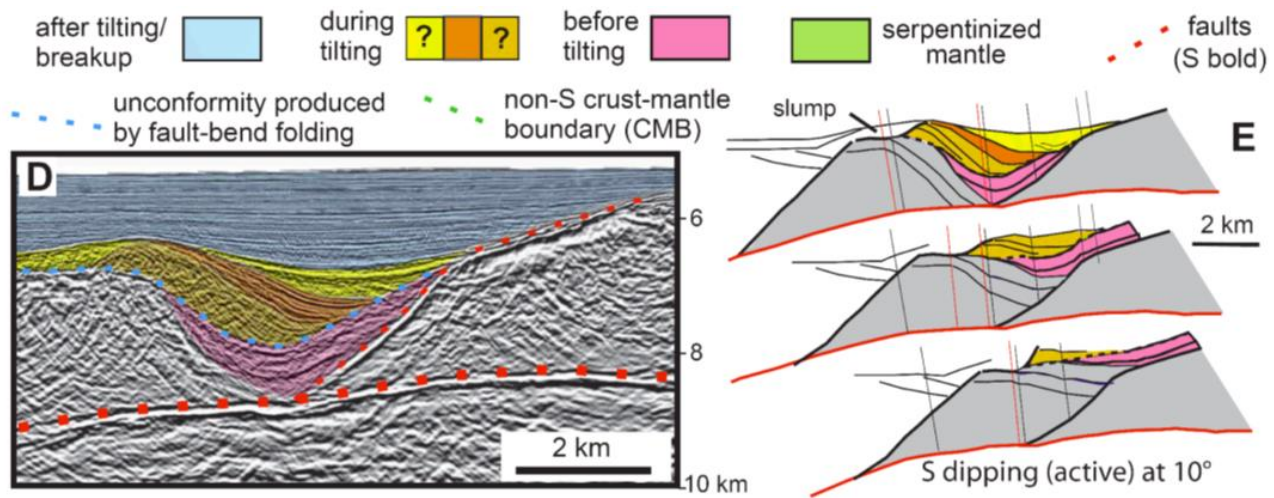 after tilting/
breakup
during
tilting
?
?
before
tilting
serpentinized
mantle
faults
(S bold)
unconformity produced
by fault-bend folding
non-S crust-mantle
boundary (CMB)
slump
D
E
6
2 km
8
2 km
10 km
S dipping (active) at 10°